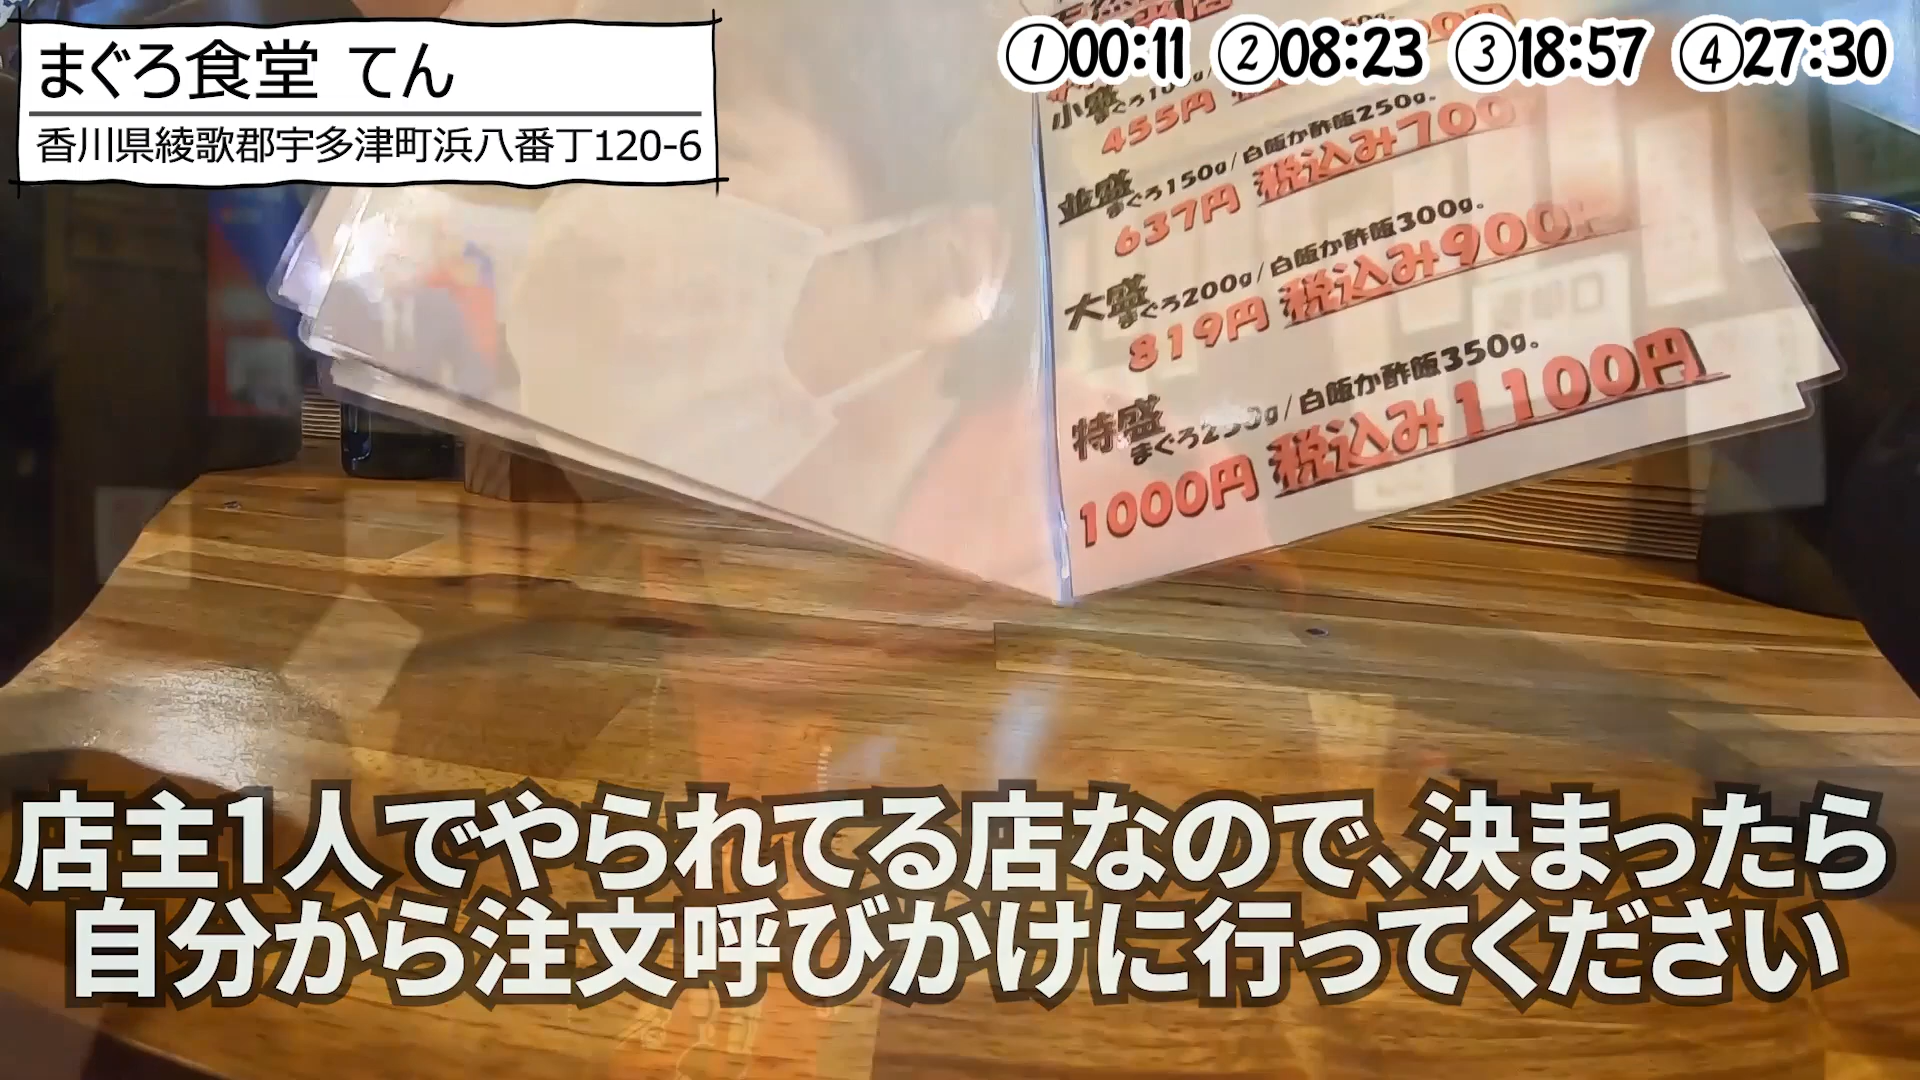 まぐろ食堂 てん
香川県綾歌郡宇多津町浜八番丁120-6
①00:11 ②08:23 ③18:57 ④27:30
小盛
455円
並盛
まぐろ150g/白飯か酢飯250g。
637円 税込み700
大盛
まぐろ200g/白飯か酢飯300g。
819円 税込み900円
特盛
まぐろ250g/白飯か酢飯350g。
1000円 税込み1100円
店主1人でやられてる店なので、決まったら
自分から注文呼びかけに行ってください